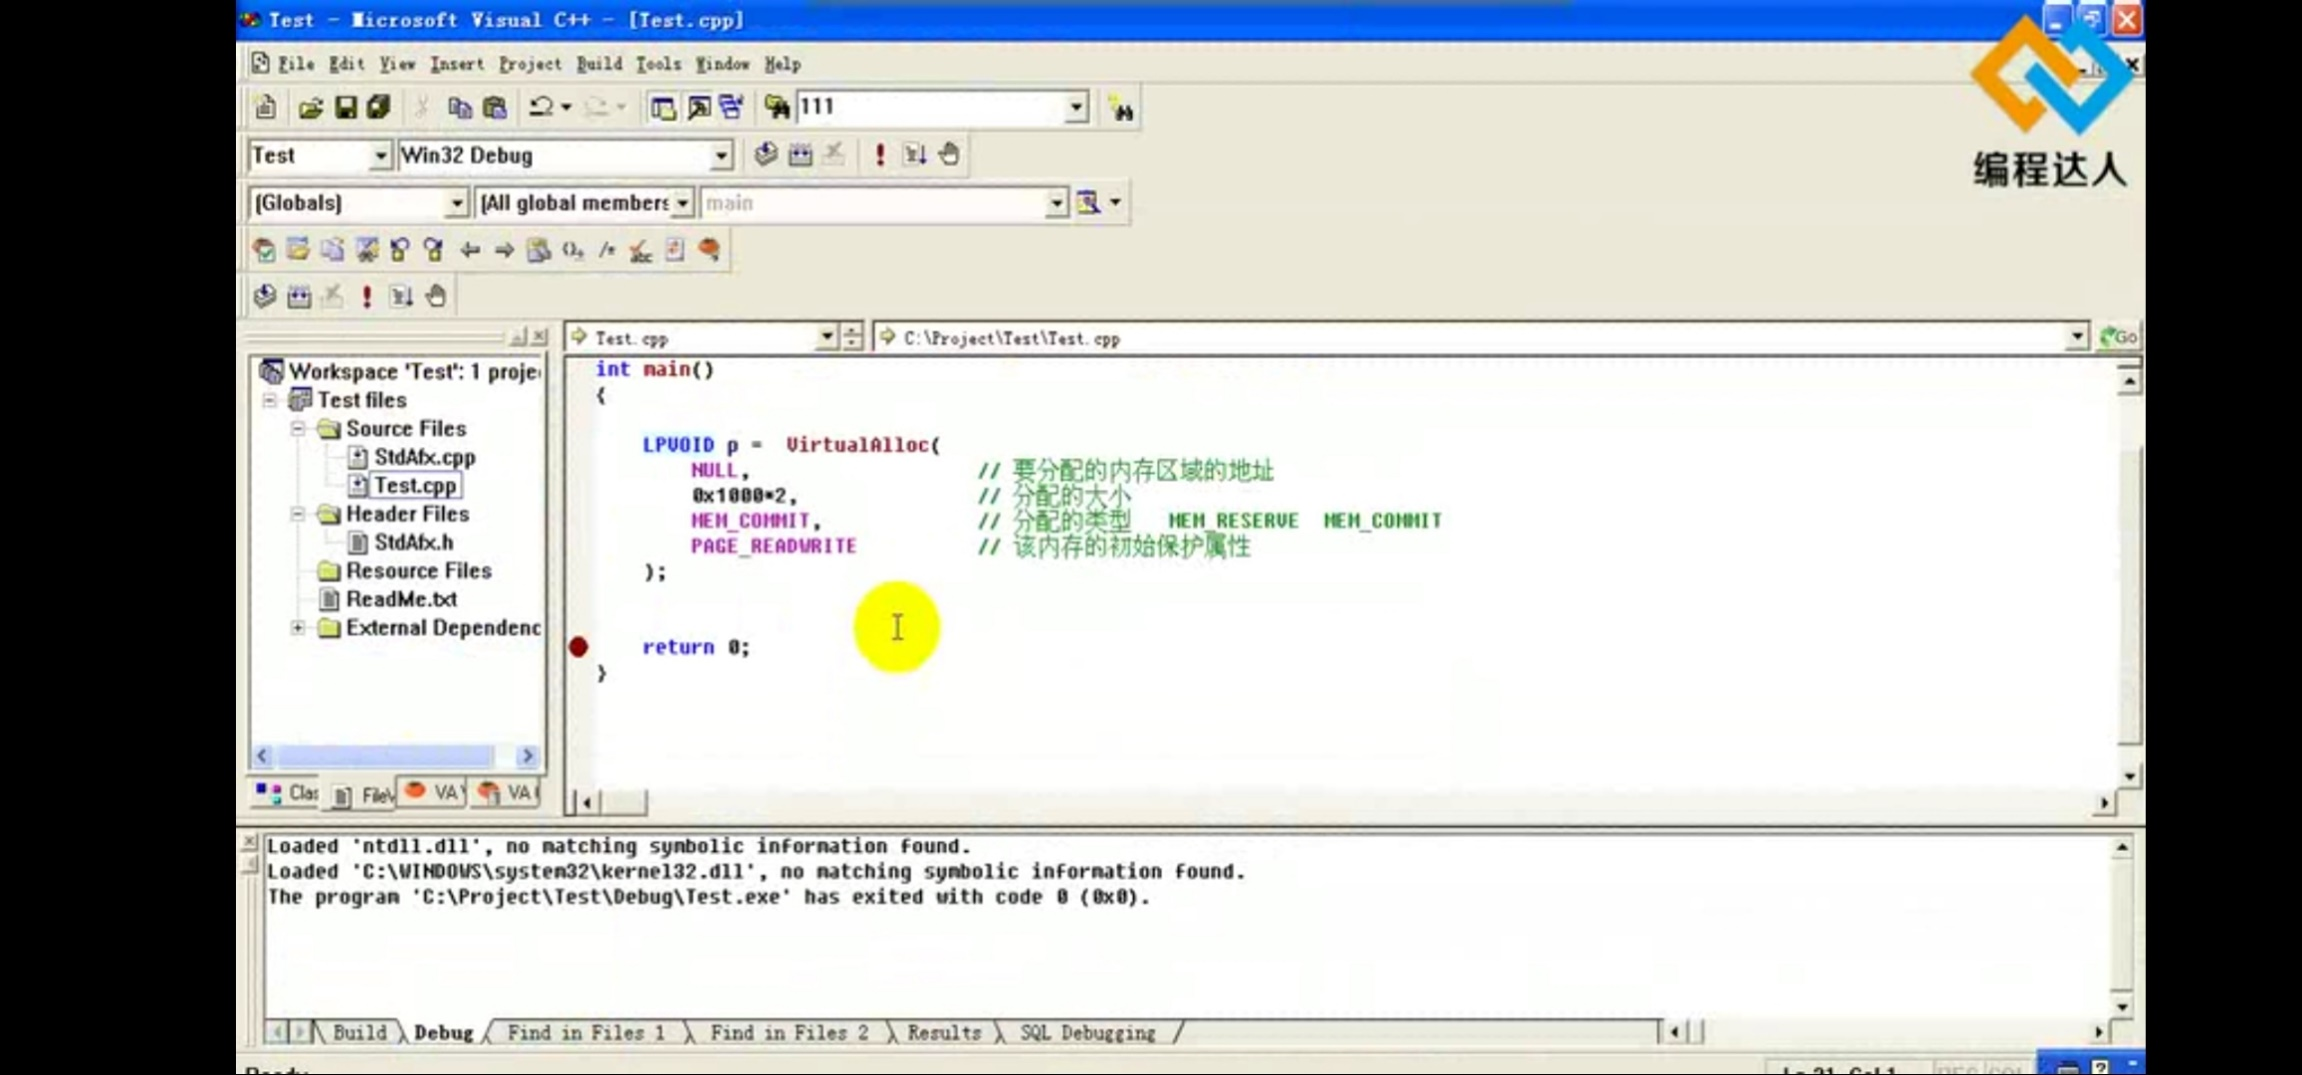 Test - Microsoft Visual C++ - [Test.cpp]
File Edit View Insert Project Build Tools Window Help
111
编程达人
Test
Win32 Debug
(Globals)
(All global members
main
Test.cpp
C:\Project\Test\Test.cpp
Go
Workspace 'Test': 1 proje
Test files
Source Files
StdAfx.cpp
Test.cpp
Header Files
StdAfx.h
Resource Files
ReadMe.txt
External Dependenc
Clas
FileV
VA
VA
int main()
{
LPVOID p = VirtualAlloc(
NULL, // 要分配的内存区域的地址
0x1000*2, // 分配的大小
MEM_COMMIT, // 分配的类型 MEM_RESERVE MEM_COMMIT
PAGE_READWRITE // 该内存的初始保护属性
);
return 0;
}
Loaded 'ntdll.dll', no matching symbolic information found.
Loaded 'C:\WINDOWS\system32\kernel32.dll', no matching symbolic information found.
The program 'C:\Project\Test\Debug\Test.exe' has exited with code 0 (0x0).
Build
Debug
Find in Files 1
Find in Files 2
Results
SQL Debugging